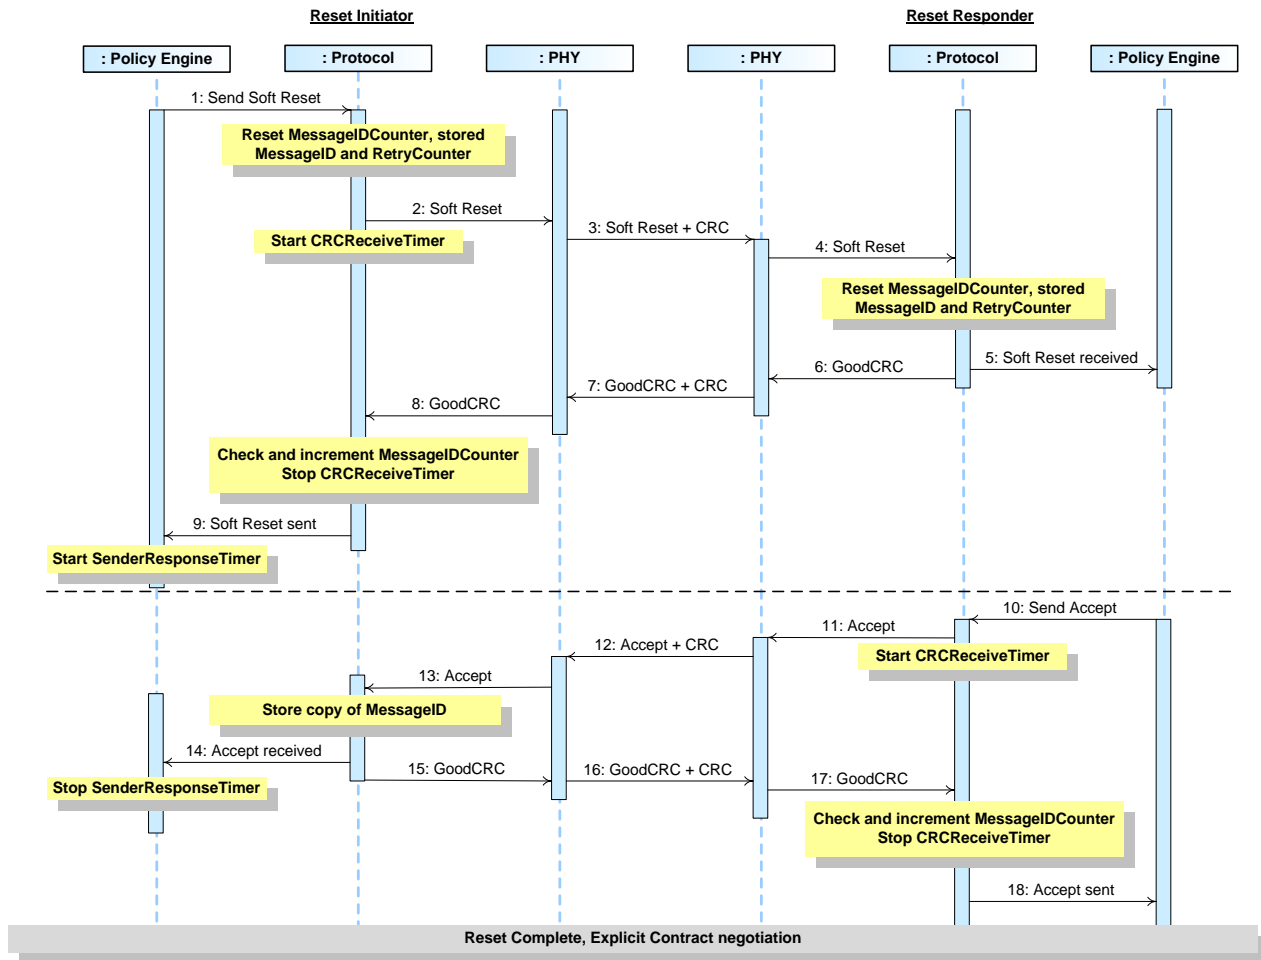 Reset Initiator
Reset Responder
: Policy Engine
: Protocol
: PHY
: PHY
: Protocol
: Policy Engine
1: Send Soft Reset
Reset MessageIDCounter, stored
MessageID and RetryCounter
2: Soft Reset
Start CRCReceiveTimer
3: Soft Reset + CRC
4: Soft Reset
Reset MessageIDCounter, stored
MessageID and RetryCounter
5: Soft Reset received
6: GoodCRC
7: GoodCRC + CRC
8: GoodCRC
Check and increment MessageIDCounter
Stop CRCReceiveTimer
9: Soft Reset sent
Start SenderResponseTimer
10: Send Accept
11: Accept
Start CRCReceiveTimer
12: Accept + CRC
13: Accept
Store copy of MessageID
14: Accept received
Stop SenderResponseTimer
15: GoodCRC
16: GoodCRC + CRC
17: GoodCRC
Check and increment MessageIDCounter
Stop CRCReceiveTimer
18: Accept sent
Reset Complete, Explicit Contract negotiation